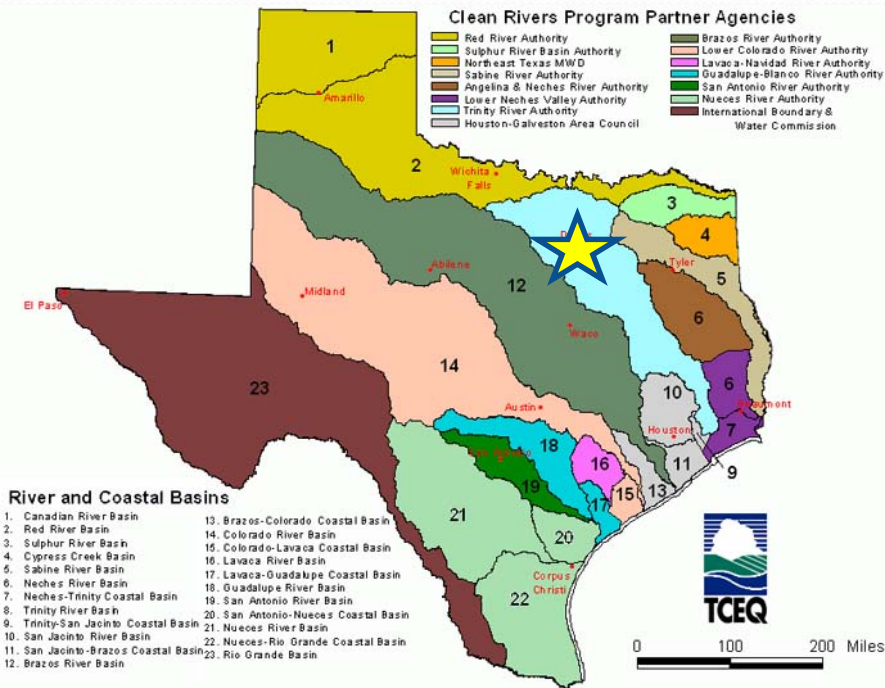 Clean Rivers Program Partner Agencies
Red River Authority
Sulphur River Basin Authority
Northeast Texas MWD
Sabine River Authority
Angelina & Neches River Authority
Lower Neches Valley Authority
Trinity River Authority
Houston-Galveston Area Council
Brazos River Authority
Lower Colorado River Authority
Lavaca-Navidad River Authority
Guadalupe-Blanco River Authority
San Antonio River Authority
Nueces River Authority
International Boundary &
Water Commission
1
Amarillo
2
Wichita
Falls
3
4
Tyler
5
Abilene
12
Midland
El Paso
6
Waco
23
14
10
6
Beaumont
Austin
Houston
7
18
16
11
9
19
15
13
17
21
20
Corpus
Christi
22
River and Coastal Basins
1. Canadian River Basin
2. Red River Basin
3. Sulphur River Basin
4. Cypress Creek Basin
5. Sabine River Basin
6. Neches River Basin
7. Neches-Trinity Coastal Basin
8. Trinity River Basin
9. Trinity-San Jacinto Coastal Basin
10. San Jacinto River Basin
11. San Jacinto-Brazos Coastal Basin
12. Brazos River Basin
13. Brazos-Colorado Coastal Basin
14. Colorado River Basin
15. Colorado-Lavaca Coastal Basin
16. Lavaca River Basin
17. Lavaca-Guadalupe Coastal Basin
18. Guadalupe River Basin
19. San Antonio River Basin
20. San Antonio-Nueces Coastal Basin
21. Nueces River Basin
22. Nueces-Rio Grande Coastal Basin
23. Rio Grande Basin
TCEQ
0 100 200 Miles